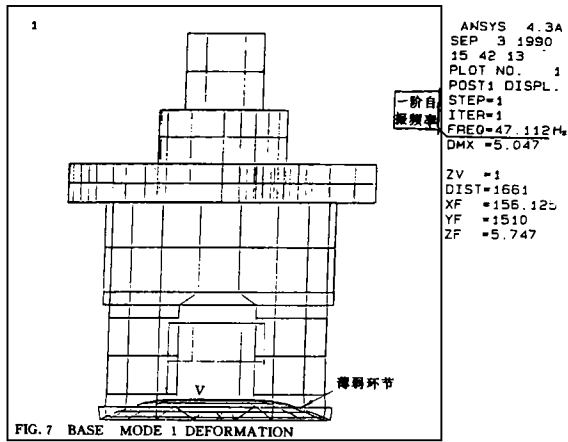 1
ANSYS 4.3A
SEP 3 1990
15 42 13
PLOT NO. 1
POST1 DISPL.
STEP=1
ITER=1
FREQ=47.112Hz
DMX =5.047
ZV =1
DIST=1661
XF =156.125
YF =1510
ZF =5.747
一阶自
振频率
V
薄弱环节
FIG. 7 BASE MODE 1 DEFORMATION